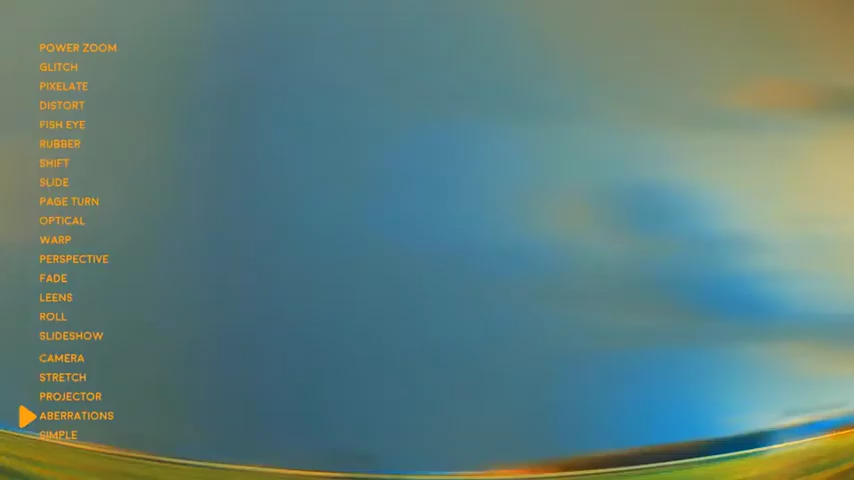 POWER ZOOM
GLITCH
PIXELATE
DISTORT
FISH EYE
RUBBER
SHIFT
SLIDE
PAGE TURN
OPTICAL
WARP
PERSPECTIVE
FADE
LEENS
ROLL
SLIDESHOW
CAMERA
STRETCH
PROJECTOR
ABERRATIONS
SIMPLE